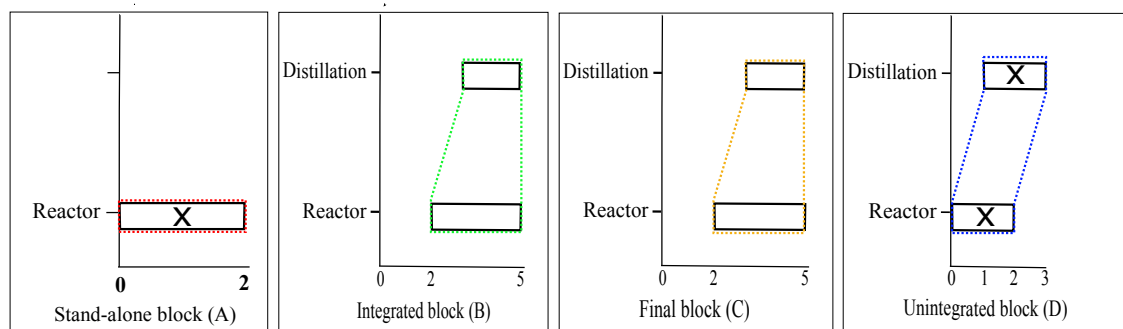 Reactor
X
0 2
Stand-alone block (A)
Distillation
Reactor
0 2 5
Integrated block (B)
Distillation
Reactor
0 2 5
Final block (C)
Distillation
X
Reactor
X
0 1 2 3
Unintegrated block (D)